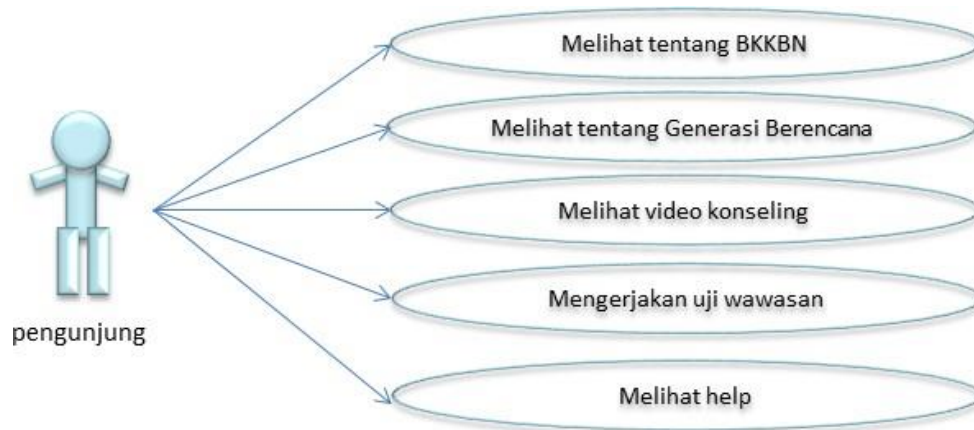 Melihat tentang BKKBN
Melihat tentang Generasi Berencana
Melihat video konseling
Mengerjakan uji wawasan
pengunjung
Melihat help